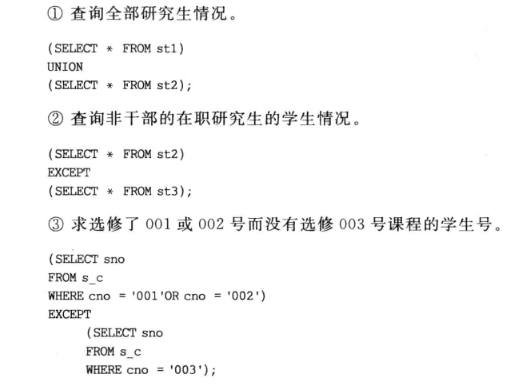 ① 查询全部研究生情况。
(SELECT * FROM st1)
UNION
(SELECT * FROM st2);
② 查询非干部的在职研究生的学生情况。
(SELECT * FROM st2)
EXCEPT
(SELECT * FROM st3);
③ 求选修了 001 或 002 号而没有选修 003 号课程的学生号。
(SELECT sno
FROM s_c
WHERE cno = '001'OR cno = '002')
EXCEPT
(SELECT sno
FROM s_c
WHERE cno = '003');